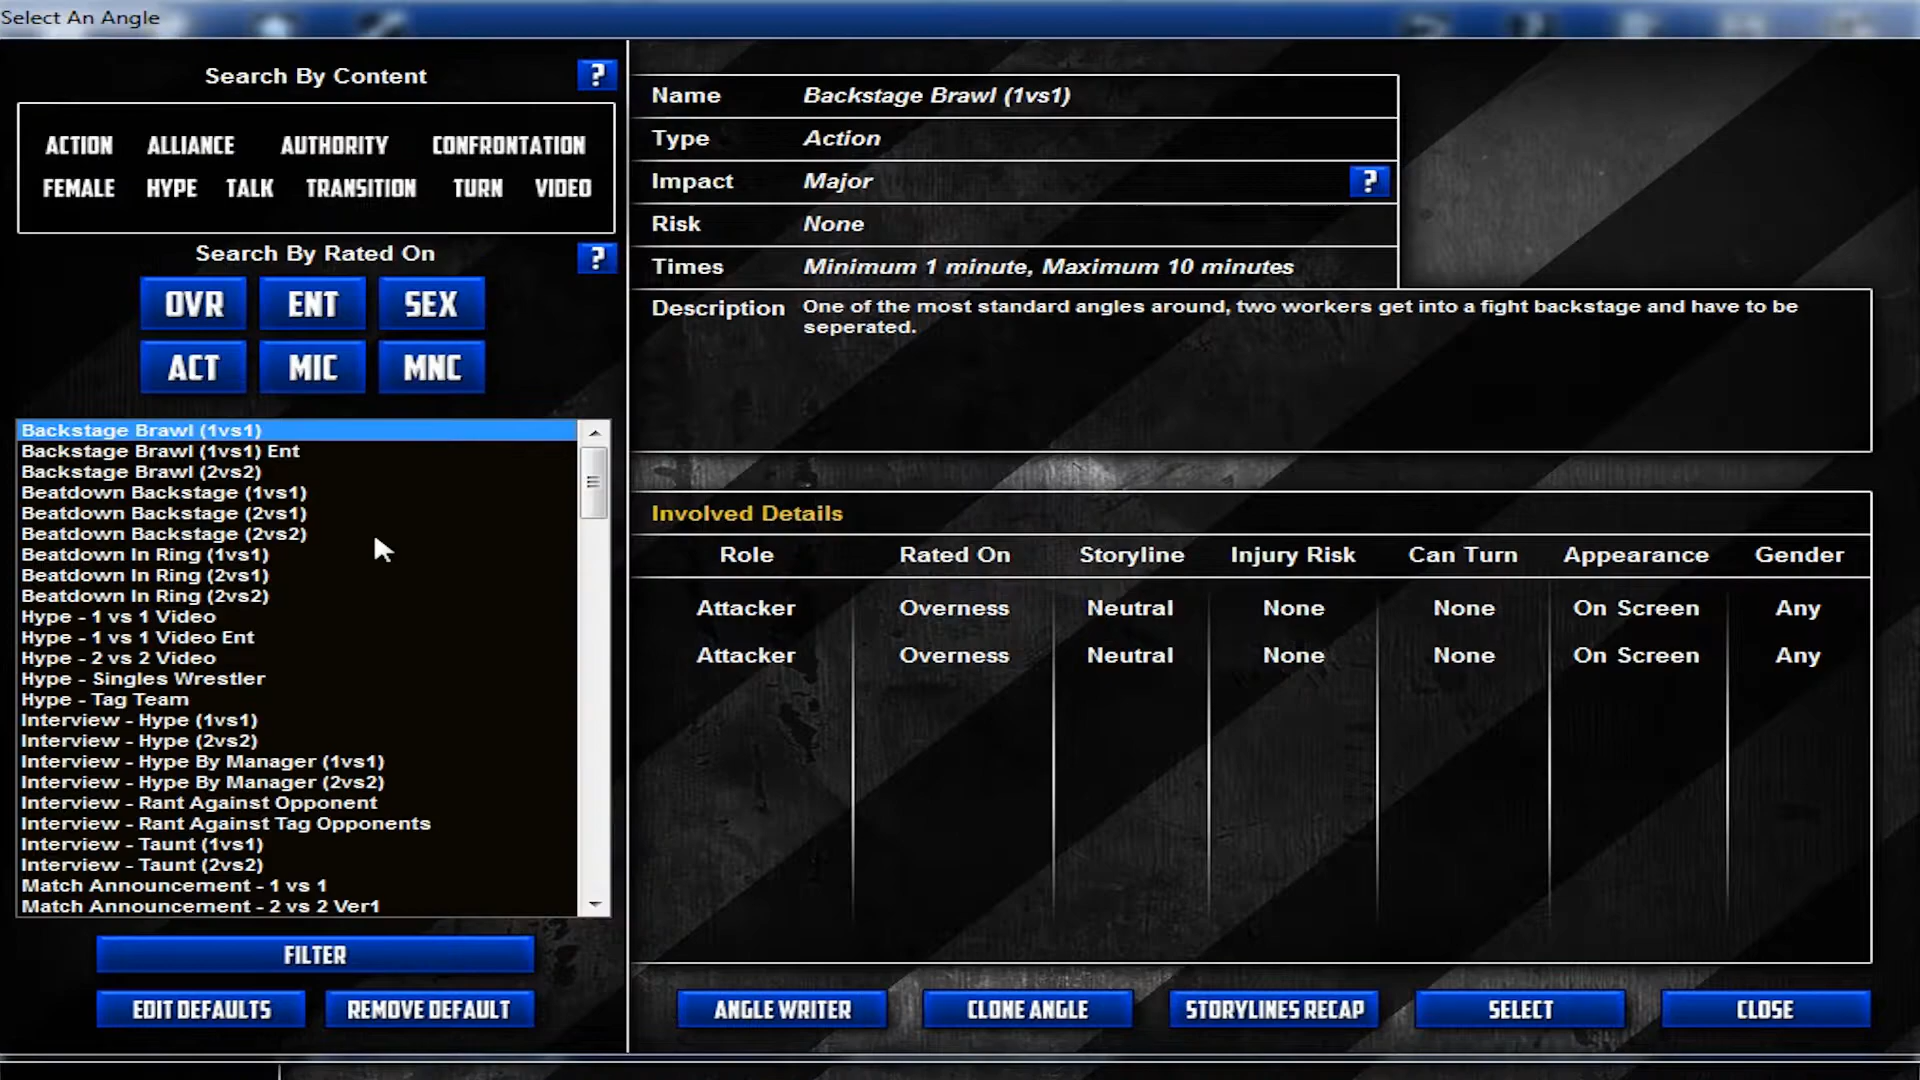 Select An Angle
Search By Content
?
ACTION ALLIANCE AUTHORITY CONFRONTATION
FEMALE HYPE TALK TRANSITION TURN VIDEO
Search By Rated On
?
OVR ENT SEX
ACT MIC MNC
Backstage Brawl (1vs1)
Backstage Brawl (1vs1) Ent
Backstage Brawl (2vs2)
Beatdown Backstage (1vs1)
Beatdown Backstage (2vs1)
Beatdown Backstage (2vs2)
Beatdown In Ring (1vs1)
Beatdown In Ring (2vs1)
Beatdown In Ring (2vs2)
Hype - 1 vs 1 Video
Hype - 1 vs 1 Video Ent
Hype - 2 vs 2 Video
Hype - Singles Wrestler
Hype - Tag Team
Interview - Hype (1vs1)
Interview - Hype (2vs2)
Interview - Hype By Manager (1vs1)
Interview - Hype By Manager (2vs2)
Interview - Rant Against Opponent
Interview - Rant Against Tag Opponents
Interview - Taunt (1vs1)
Interview - Taunt (2vs2)
Match Announcement - 1 vs 1
Match Announcement - 2 vs 2 Ver1
FILTER
EDIT DEFAULTS REMOVE DEFAULT
Name Backstage Brawl (1vs1)
Type Action
Impact Major ?
Risk None
Times Minimum 1 minute, Maximum 10 minutes
Description One of the most standard angles around, two workers get into a fight backstage and have to be
seperated.
Involved Details
Role Rated On Storyline Injury Risk Can Turn Appearance Gender
Attacker Overness Neutral None None On Screen Any
Attacker Overness Neutral None None On Screen Any
ANGLE WRITER CLONE ANGLE STORYLINES RECAP SELECT CLOSE